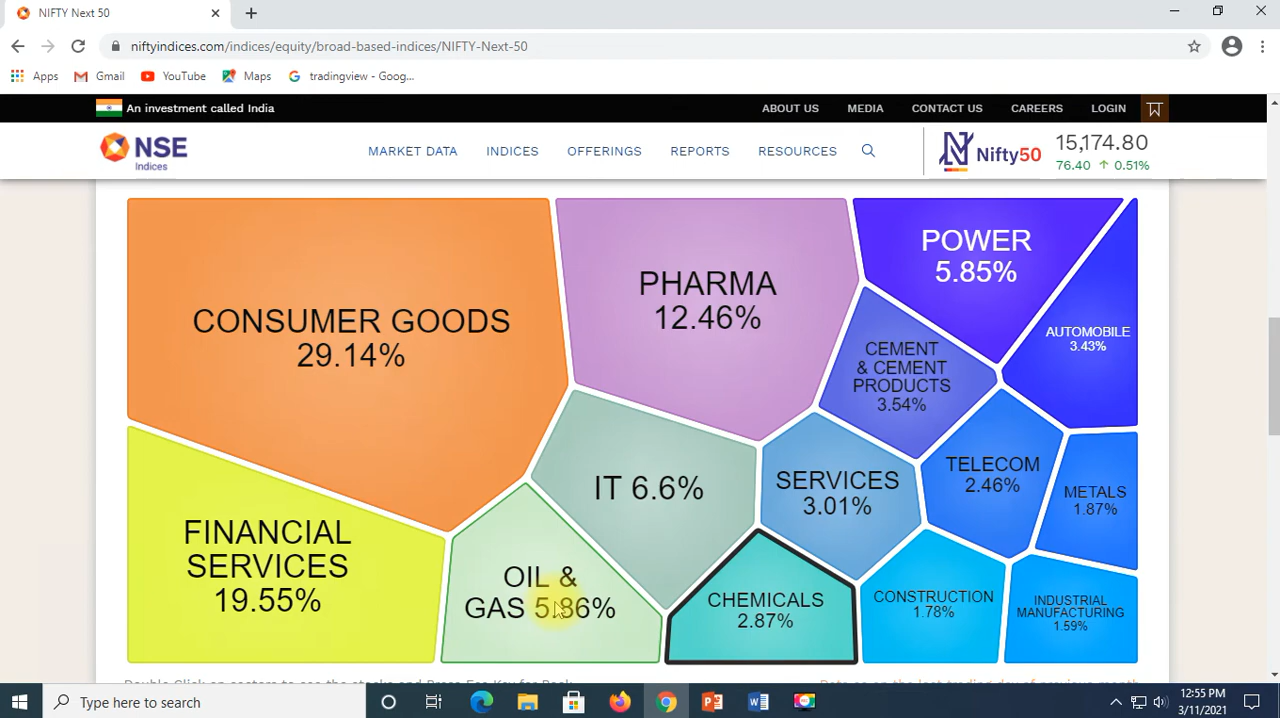 NIFTY Next 50
niftyindices.com/indices/equity/broad-based-indices/NIFTY-Next-50
Apps Gmail YouTube Maps tradingview - Goog...
An investment called India
ABOUT US MEDIA CONTACT US CAREERS LOGIN
NSE
Indices
MARKET DATA INDICES OFFERINGS REPORTS RESOURCES
Nifty50
15,174.80
76.40 ↑ 0.51%
CONSUMER GOODS
29.14%
PHARMA
12.46%
POWER
5.85%
AUTOMOBILE
3.43%
CEMENT
& CEMENT
PRODUCTS
3.54%
FINANCIAL
SERVICES
19.55%
OIL &
GAS 5.86%
IT 6.6%
SERVICES
3.01%
TELECOM
2.46%
METALS
1.87%
CHEMICALS
2.87%
CONSTRUCTION
1.78%
INDUSTRIAL
MANUFACTURING
1.59%
Type here to search
12:55 PM
3/11/2021